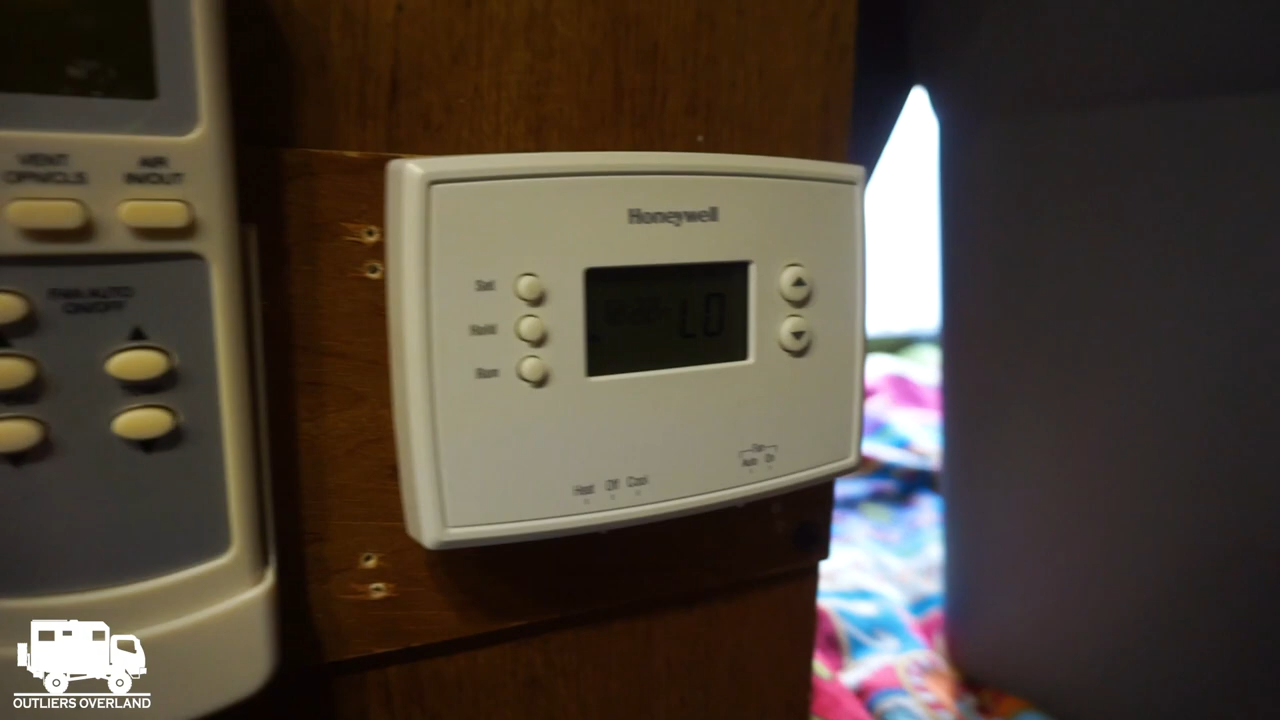 VENT
OPN/CLS
AIR
IN/OUT
FAN AUTO
ON/OFF
Honeywell
Set
Hold
Run
LO
Fan
Auto On
Heat Off Cool
OUTLIERS OVERLAND